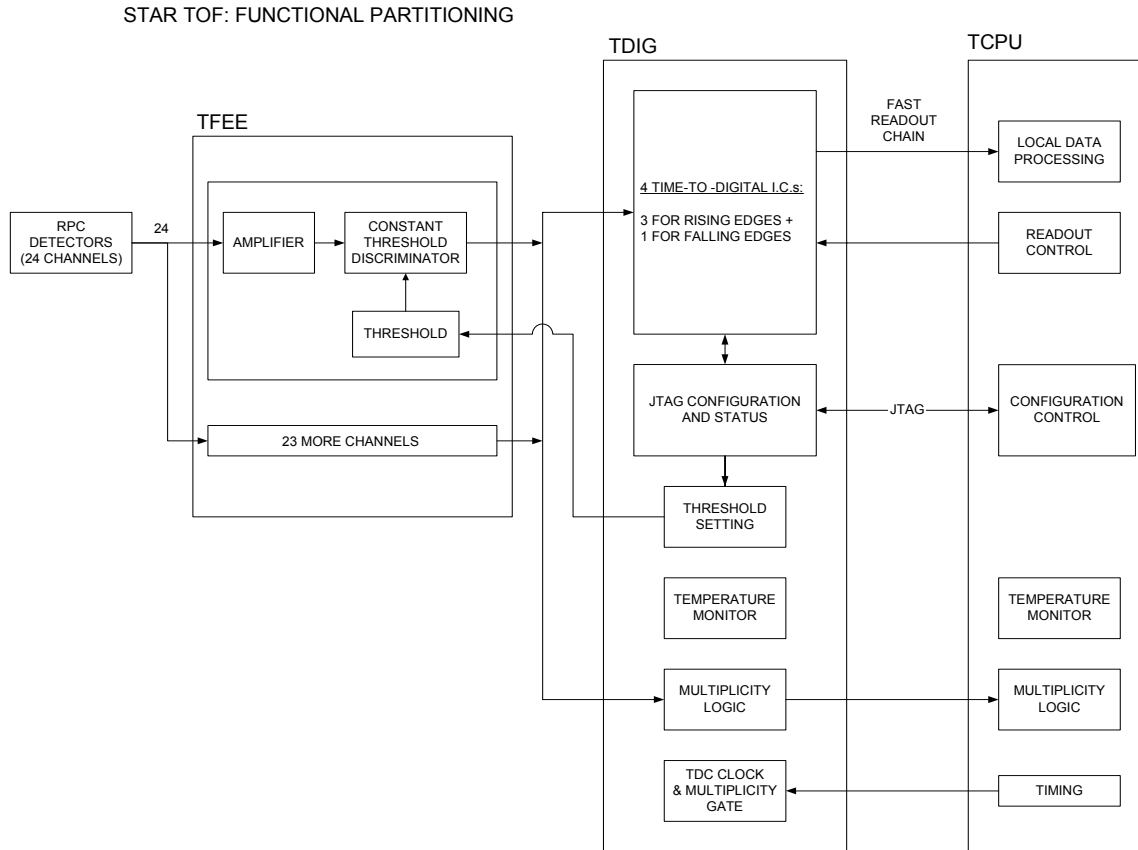 STAR TOF: FUNCTIONAL PARTITIONING
TFEE
RPC
DETECTORS
(24 CHANNELS)
24
AMPLIFIER
CONSTANT
THRESHOLD
DISCRIMINATOR
THRESHOLD
23 MORE CHANNELS
TDIG
4 TIME-TO -DIGITAL I.C.s:
3 FOR RISING EDGES +
1 FOR FALLING EDGES
JTAG CONFIGURATION
AND STATUS
THRESHOLD
SETTING
TEMPERATURE
MONITOR
MULTIPLICITY
LOGIC
TDC CLOCK
& MULTIPLICITY
GATE
FAST
READOUT
CHAIN
JTAG
TCPU
LOCAL DATA
PROCESSING
READOUT
CONTROL
CONFIGURATION
CONTROL
TEMPERATURE
MONITOR
MULTIPLICITY
LOGIC
TIMING